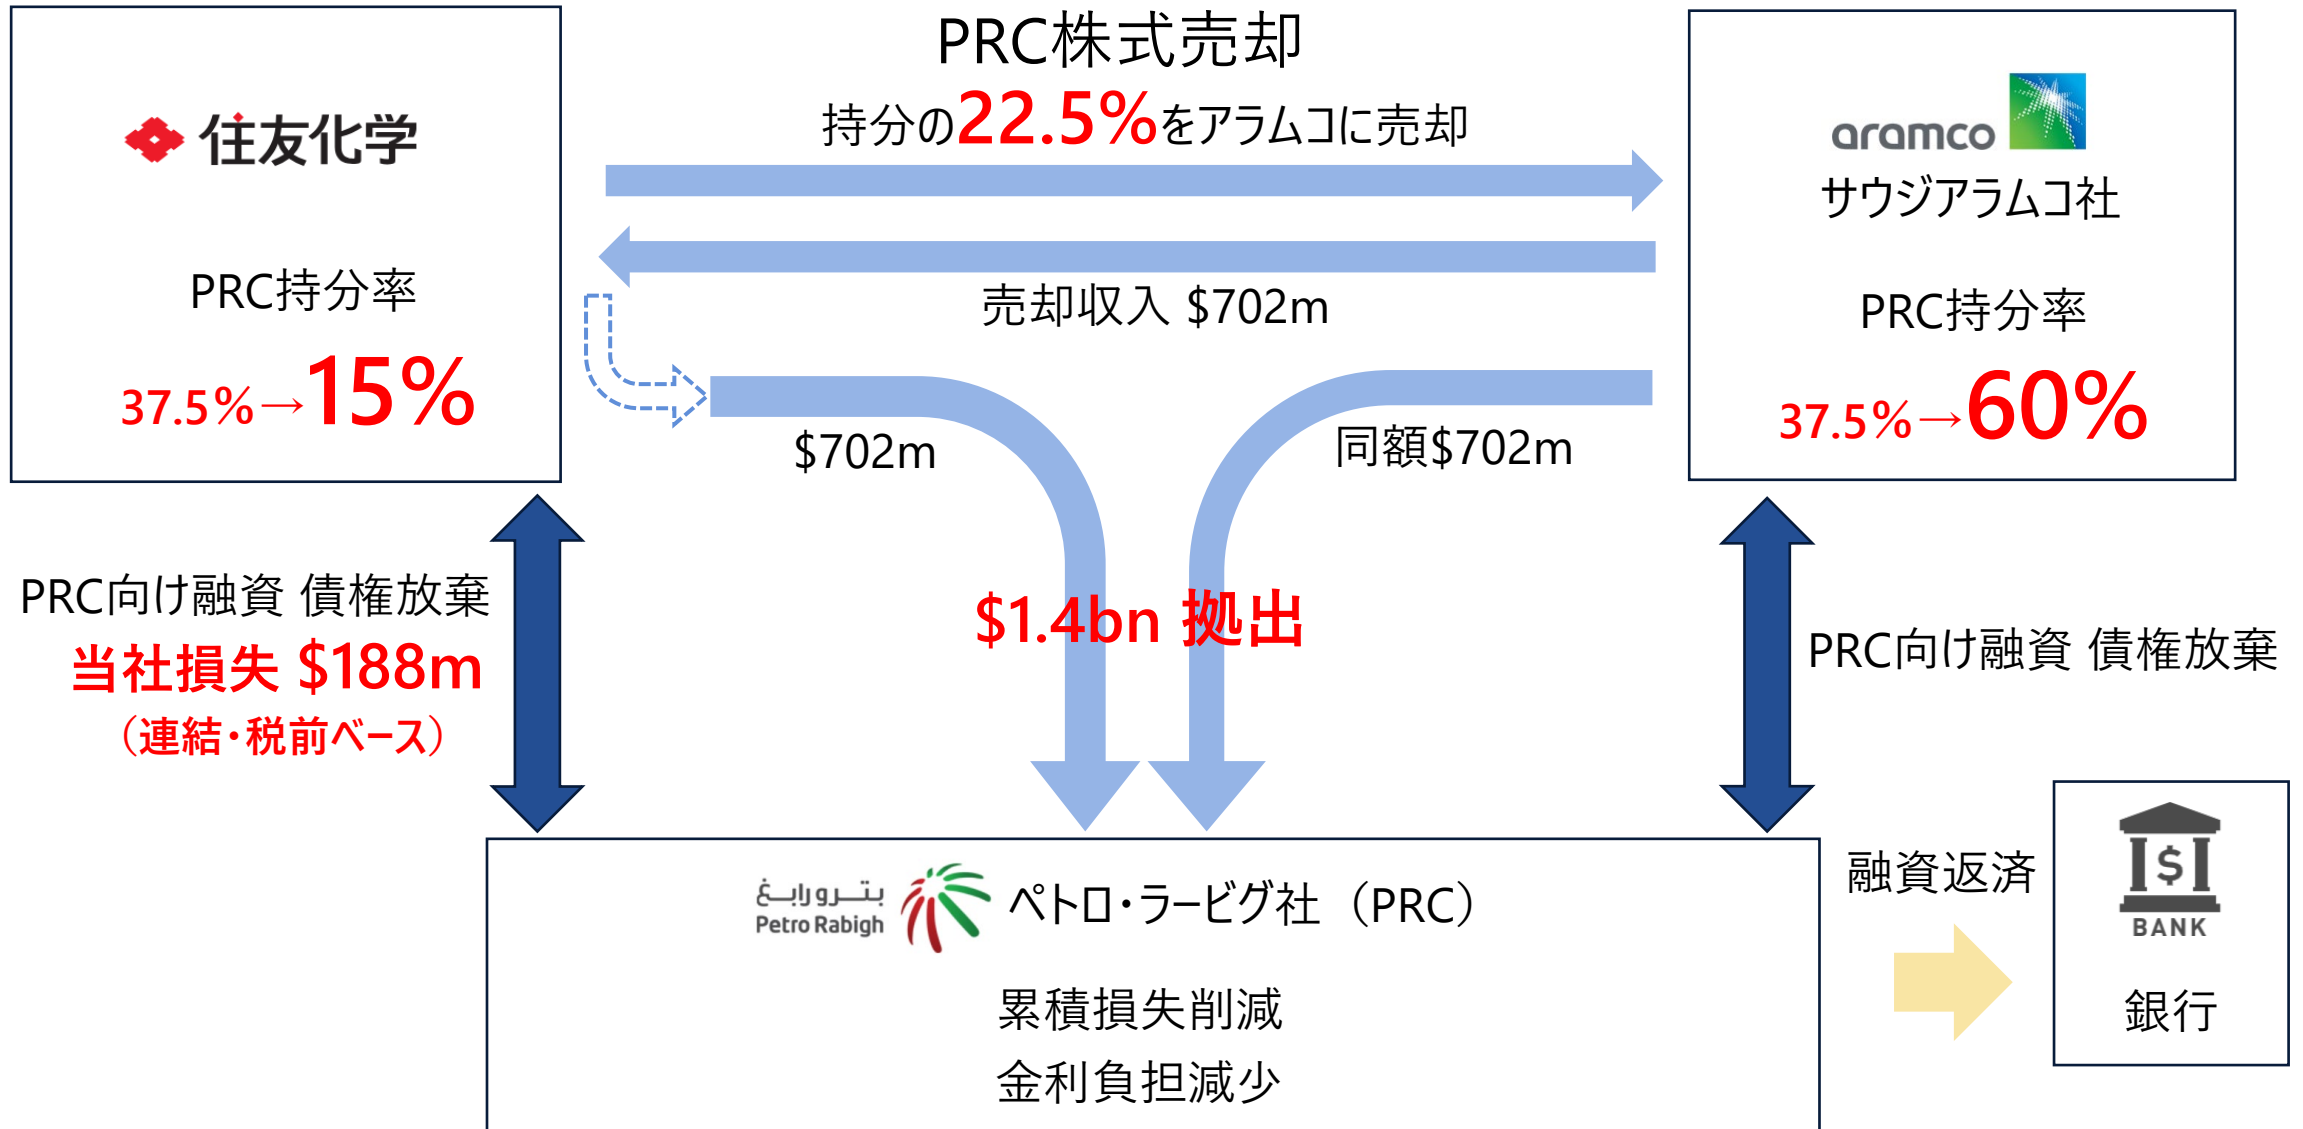 PRC株式売却
持分の22.5%をアラムコに売却
住友化学
PRC持分率
37.5%→15%
aramco
サウジアラムコ社
PRC持分率
37.5%→60%
売却収入 $702m
$702m
同額$702m
$1.4bn 拠出
PRC向け融資 債権放棄
当社損失 $188m
（連結・税前ベース）
PRC向け融資 債権放棄
بترورابغ
Petro Rabigh
ペトロ・ラービグ社（PRC）
累積損失削減
金利負担減少
融資返済
$
BANK
銀行